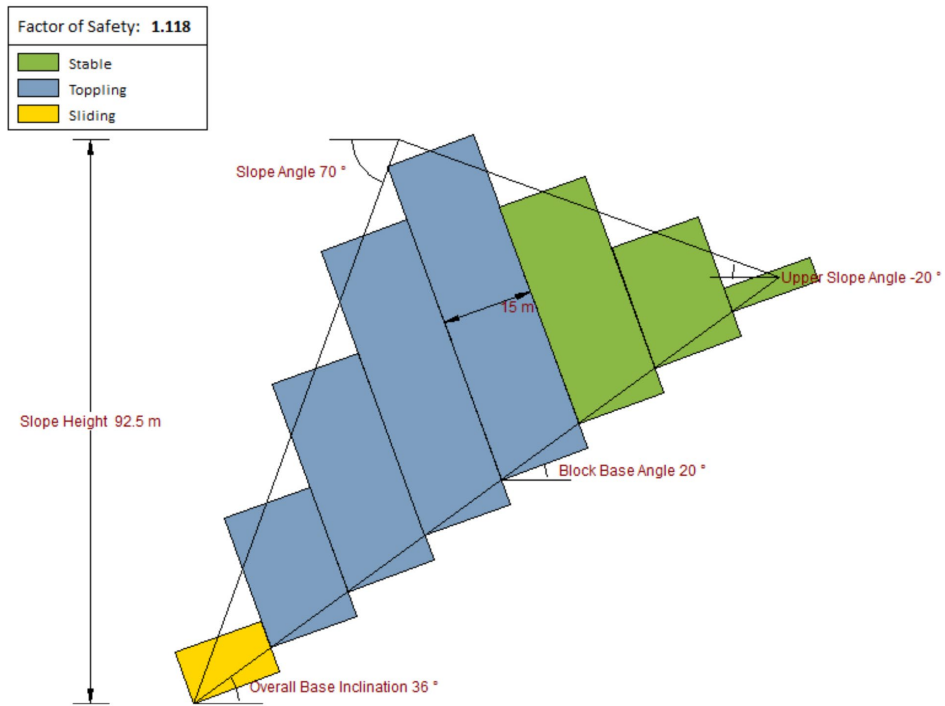 Factor of Safety: 1.118
Stable
Toppling
Sliding
Slope Angle 70 °
Upper Slope Angle -20 °
15 m
Slope Height 92.5 m
Block Base Angle 20 °
Overall Base Inclination 36 °